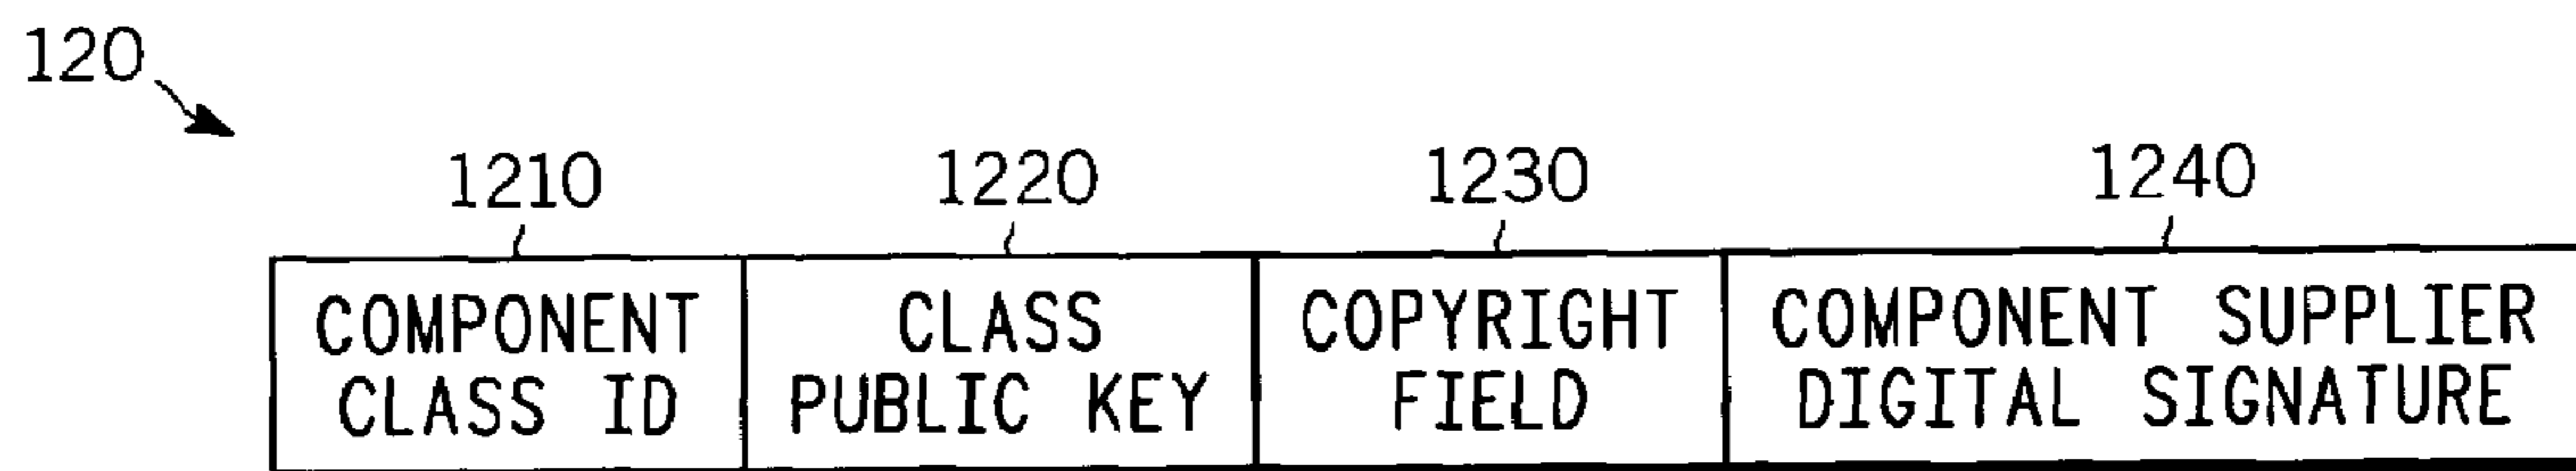 120
1210 1220 1230 1240
COMPONENT CLASS ID
CLASS PUBLIC KEY
COPYRIGHT FIELD
COMPONENT SUPPLIER DIGITAL SIGNATURE